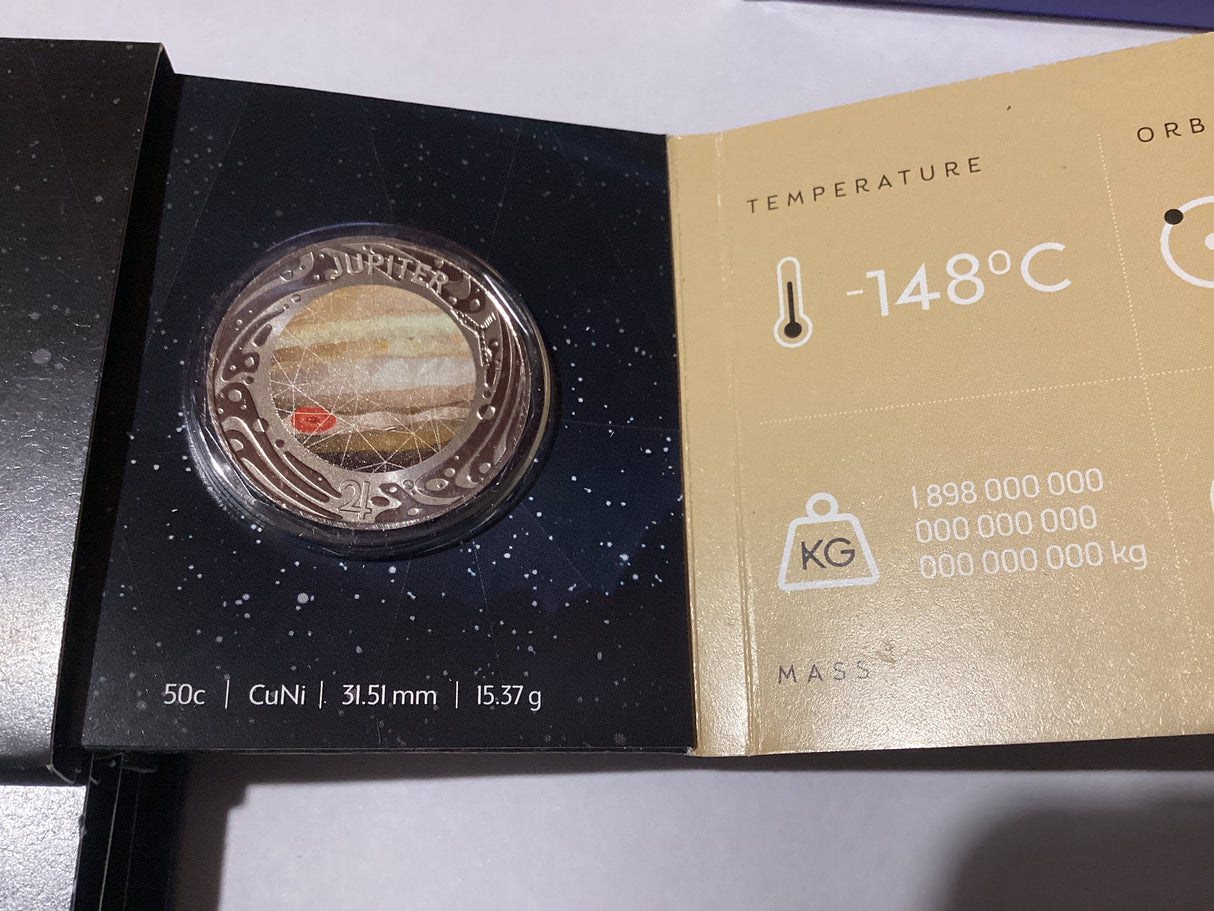 JUPITER
♃
50c | CuNi | 31.51 mm | 15.37 g
TEMPERATURE
-148°C
ORB
KG
1 898 000 000
000 000 000
000 000 000 kg
MASS